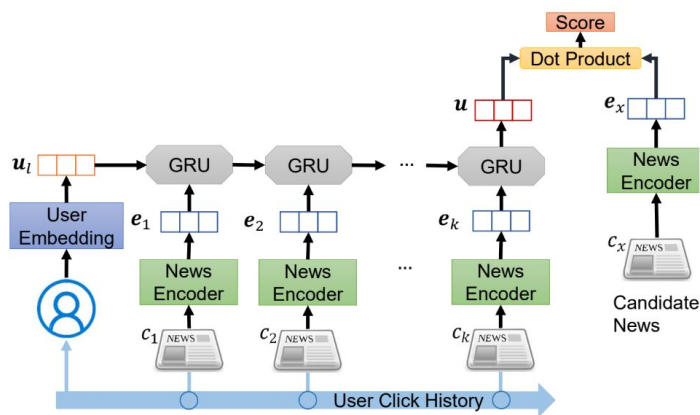 Score
Dot Product
u
e_x
u_l
GRU
GRU
...
GRU
News
Encoder
User
Embedding
e_1
e_2
e_k
News
Encoder
News
Encoder
...
News
Encoder
c_x
NEWS
c_1
NEWS
c_2
NEWS
c_k
NEWS
Candidate
News
User Click History